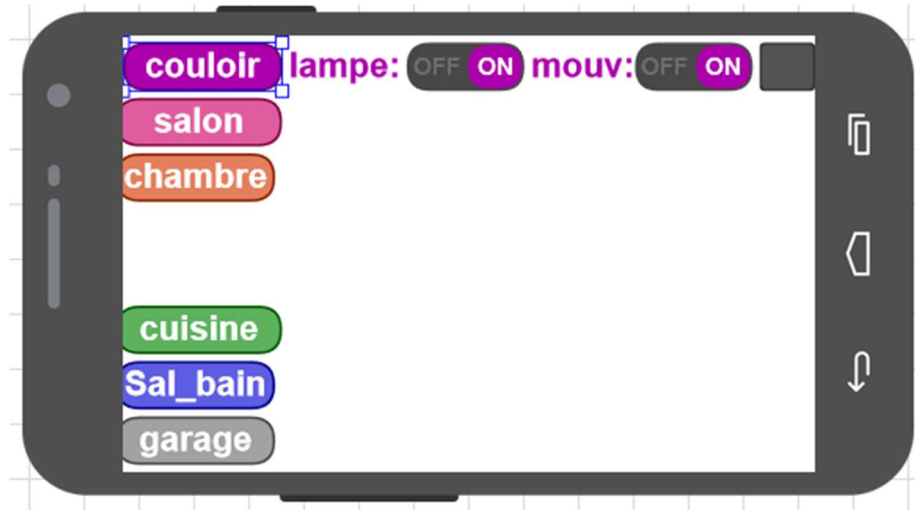 couloir lampe: OFF ON mouv: OFF ON
salon
chambre
cuisine
Sal_bain
garage